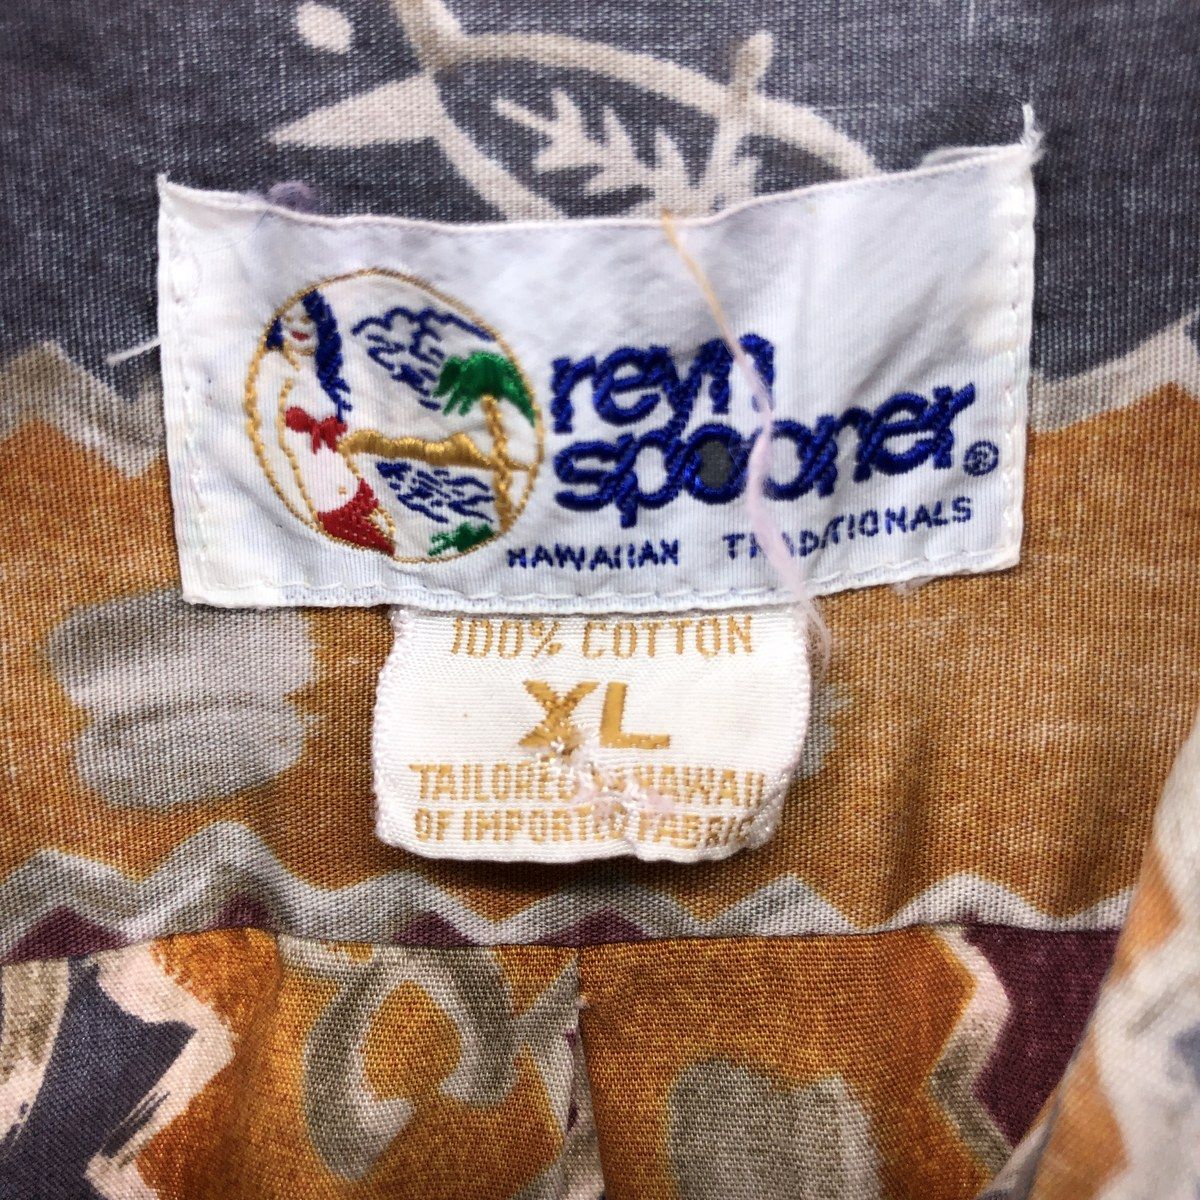 reyn
spooner®
HAWAIIAN TRADITIONALS
100% COTTON
XL
TAILORED IN HAWAII
OF IMPORTED FABRIC